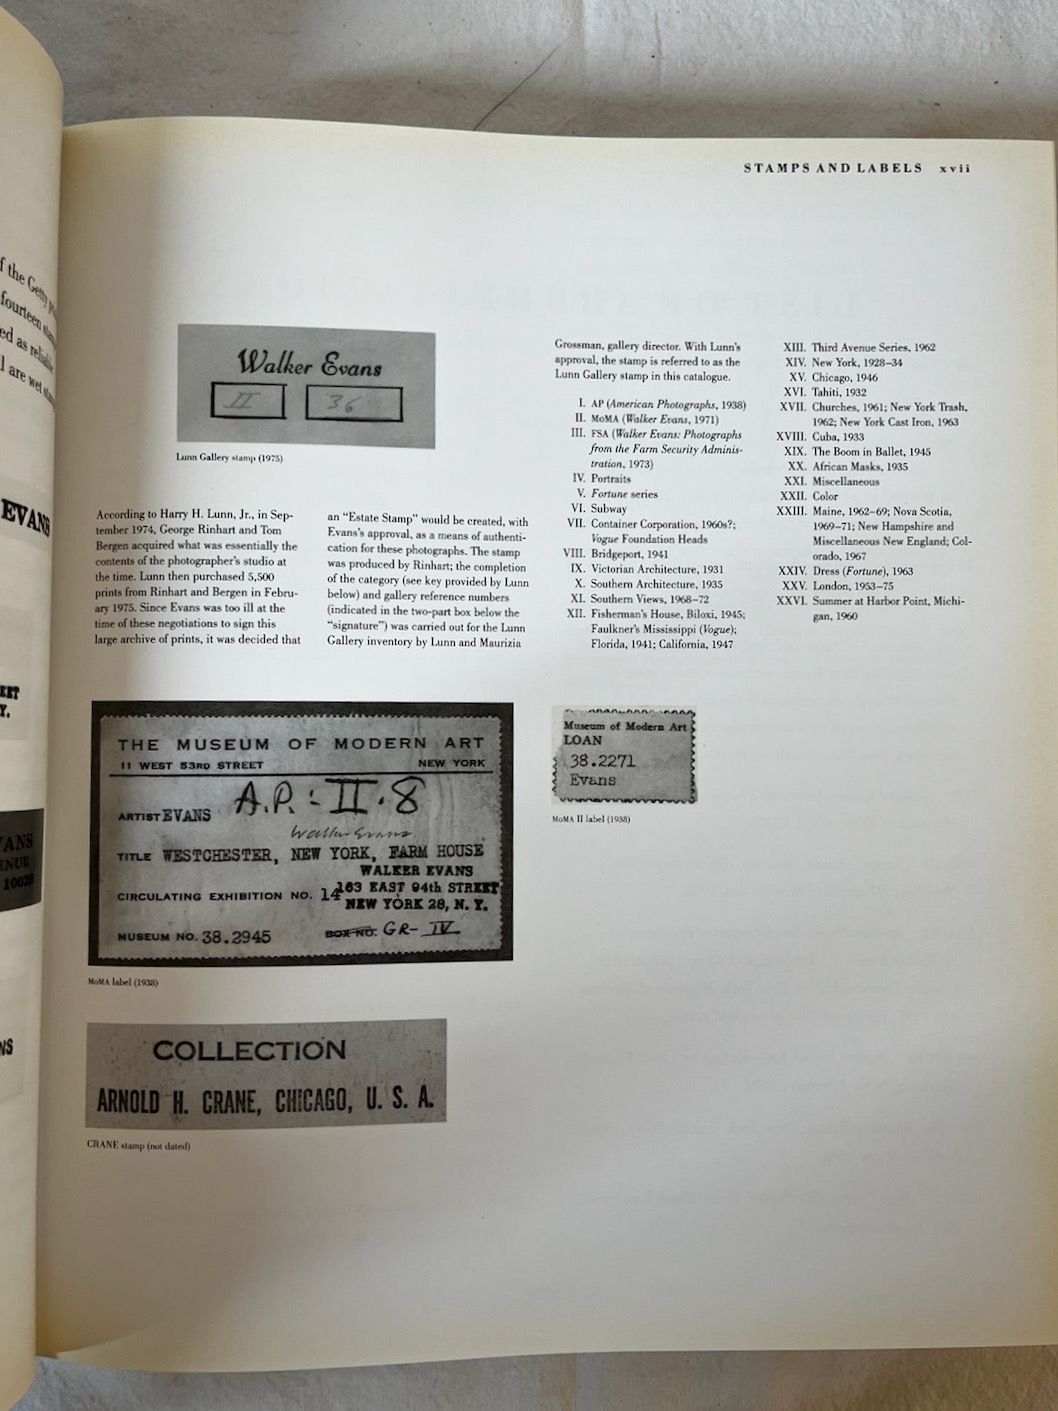 STAMPS AND LABELS xvii
f the Getty
fourteen
ed as reliable
l are wet
EVANS
Y.
ANS
ENUE
NS
Walker Evans
II 36
Lunn Gallery stamp (1975)
According to Harry H. Lunn, Jr., in Sep-
tember 1974, George Rinhart and Tom
Bergen acquired what was essentially the
contents of the photographer's studio at
the time. Lunn then purchased 5,500
prints from Rinhart and Bergen in Febru-
ary 1975. Since Evans was too ill at the
time of these negotiations to sign this
large archive of prints, it was decided that
an "Estate Stamp" would be created, with
Evans's approval, as a means of authenti-
cation for these photographs. The stamp
was produced by Rinhart; the completion
of the category (see key provided by Lunn
below) and gallery reference numbers
(indicated in the two-part box below the
"signature") was carried out for the Lunn
Gallery inventory by Lunn and Maurizia
Grossman, gallery director. With Lunn's
approval, the stamp is referred to as the
Lunn Gallery stamp in this catalogue.
I. AP (American Photographs, 1938)
II. MoMA (Walker Evans, 1971)
III. FSA (Walker Evans: Photographs
from the Farm Security Adminis-
tration, 1973)
IV. Portraits
V. Fortune series
VI. Subway
VII. Container Corporation, 1960s?;
Vogue Foundation Heads
VIII. Bridgeport, 1941
IX. Victorian Architecture, 1931
X. Southern Architecture, 1935
XI. Southern Views, 1968–72
XII. Fisherman's House, Biloxi, 1945;
Faulkner's Mississippi (Vogue);
Florida, 1941; California, 1947
XIII. Third Avenue Series, 1962
XIV. New York, 1928–34
XV. Chicago, 1946
XVI. Tahiti, 1932
XVII. Churches, 1961; New York Trash,
1962; New York Cast Iron, 1963
XVIII. Cuba, 1933
XIX. The Boom in Ballet, 1945
XX. African Masks, 1935
XXI. Miscellaneous
XXII. Color
XXIII. Maine, 1962–69; Nova Scotia,
1969–71; New Hampshire and
Miscellaneous New England; Col-
orado, 1967
XXIV. Dress (Fortune), 1963
XXV. London, 1953–75
XXVI. Summer at Harbor Point, Michi-
gan, 1960
THE MUSEUM OF MODERN ART
11 WEST 53RD STREET NEW YORK
A.P.: II.8
ARTIST EVANS
Walker Evans
TITLE WESTCHESTER, NEW YORK, FARM HOUSE
WALKER EVANS
CIRCULATING EXHIBITION NO. 14 163 EAST 94th STREET
NEW YORK 28, N. Y.
MUSEUM NO. 38.2945 BOX NO. GR- IV
MoMA label (1938)
Museum of Modern Art
LOAN
38.2271
Evans
MoMA II label (1938)
COLLECTION
ARNOLD H. CRANE, CHICAGO, U. S. A.
CRANE stamp (not dated)